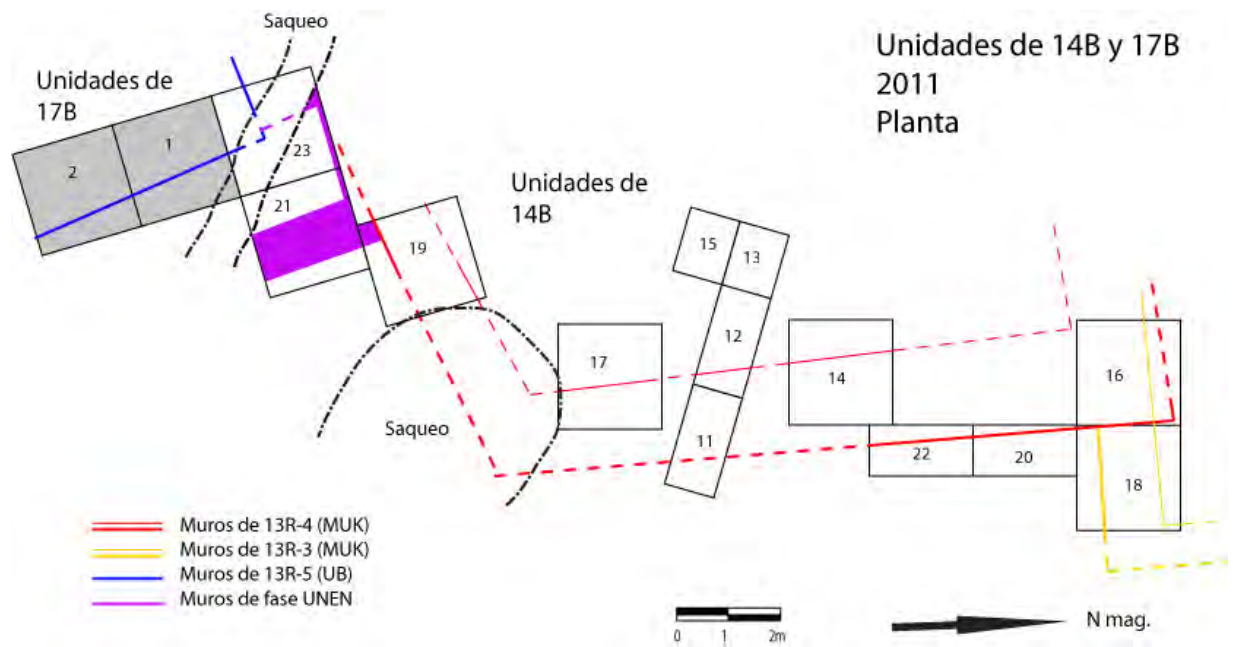 Saqueo
Unidades de 14B y 17B
2011
Planta
Unidades de
17B
1
2
23
21
Unidades de
14B
19
15
13
12
17
14
16
11
Saqueo
22
20
18
Muros de 13R-4 (MUK)
Muros de 13R-3 (MUK)
Muros de 13R-5 (UB)
Muros de fase UNEN
0 1 2m
N mag.